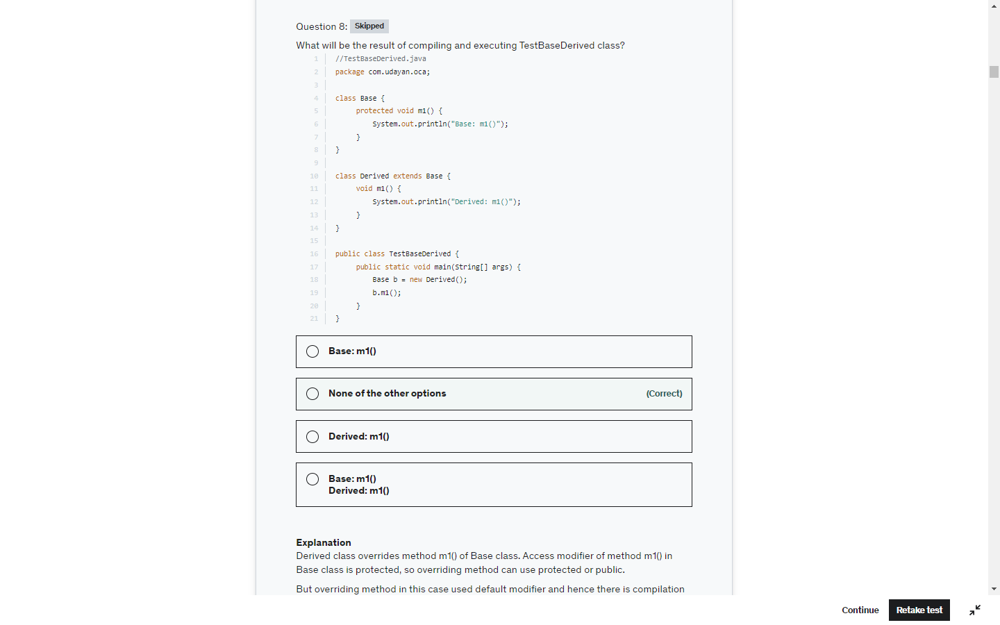 Question 8: Skipped
What will be the result of compiling and executing TestBaseDerived class?
1 //TestBaseDerived.java
2 package com.udayan.oca;
3
4 class Base {
5 protected void m1() {
6 System.out.println("Base: m1()");
7 }
8 }
9
10 class Derived extends Base {
11 void m1() {
12 System.out.println("Derived: m1()");
13 }
14 }
15
16 public class TestBaseDerived {
17 public static void main(String[] args) {
18 Base b = new Derived();
19 b.m1();
20 }
21 }
Base: m1()
None of the other options (Correct)
Derived: m1()
Base: m1()
Derived: m1()
Explanation
Derived class overrides method m1() of Base class. Access modifier of method m1() in
Base class is protected, so overriding method can use protected or public.
But overriding method in this case used default modifier and hence there is compilation
Continue Retake test